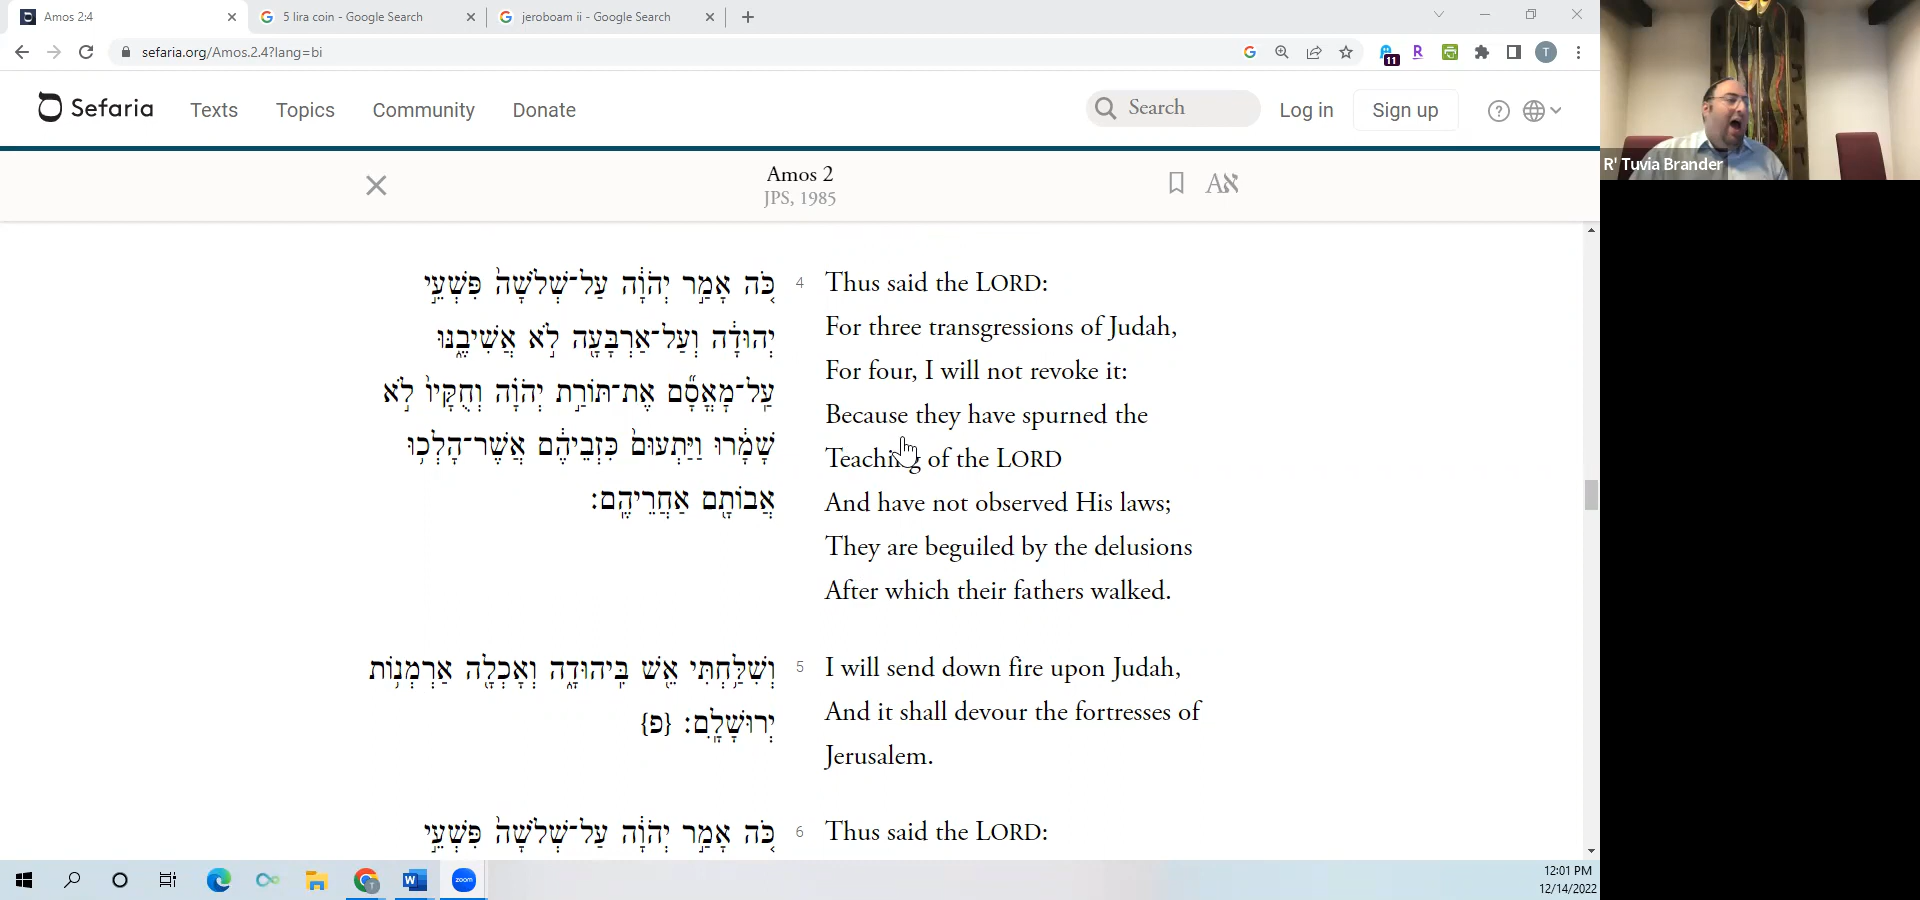 Amos 2:4
5 lira coin - Google Search
jeroboam ii - Google Search
sefaria.org/Amos.2.4?lang=bi
11
R
T
Sefaria
Texts
Topics
Community
Donate
Search
Log in
Sign up
Amos 2
JPS, 1985
Aא
R' Tuvia Brander
כֹּ֚ה אָמַ֣ר יְהֹוָ֔ה עַל־שְׁלֹשָׁה֙ פִּשְׁעֵ֣י
יְהוּדָ֔ה וְעַל־אַרְבָּעָ֖ה לֹ֣א אֲשִׁיבֶ֑נּוּ
עַֽל־מׇאֳסָ֞ם אֶת־תּוֹרַ֣ת יְהֹוָ֗ה וְחֻקָּיו֙ לֹ֣א
שָׁמָ֔רוּ וַיַּתְעוּם֙ כִּזְבֵיהֶ֔ם אֲשֶׁר־הָלְכ֥וּ
אֲבוֹתָ֖ם אַחֲרֵיהֶֽם׃
4
Thus said the LORD:
For three transgressions of Judah,
For four, I will not revoke it:
Because they have spurned the
Teaching of the LORD
And have not observed His laws;
They are beguiled by the delusions
After which their fathers walked.
וְשִׁלַּ֥חְתִּי אֵ֖שׁ בִּֽיהוּדָ֑ה וְאָכְלָ֖ה אַרְמְנ֥וֹת
יְרוּשָׁלָֽ͏ִם׃ {פ}
5
I will send down fire upon Judah,
And it shall devour the fortresses of
Jerusalem.
כֹּ֚ה אָמַ֣ר יְהֹוָ֔ה עַל־שְׁלֹשָׁה֙ פִּשְׁעֵ֣י
6
Thus said the LORD:
zoom
12:01 PM
12/14/2022